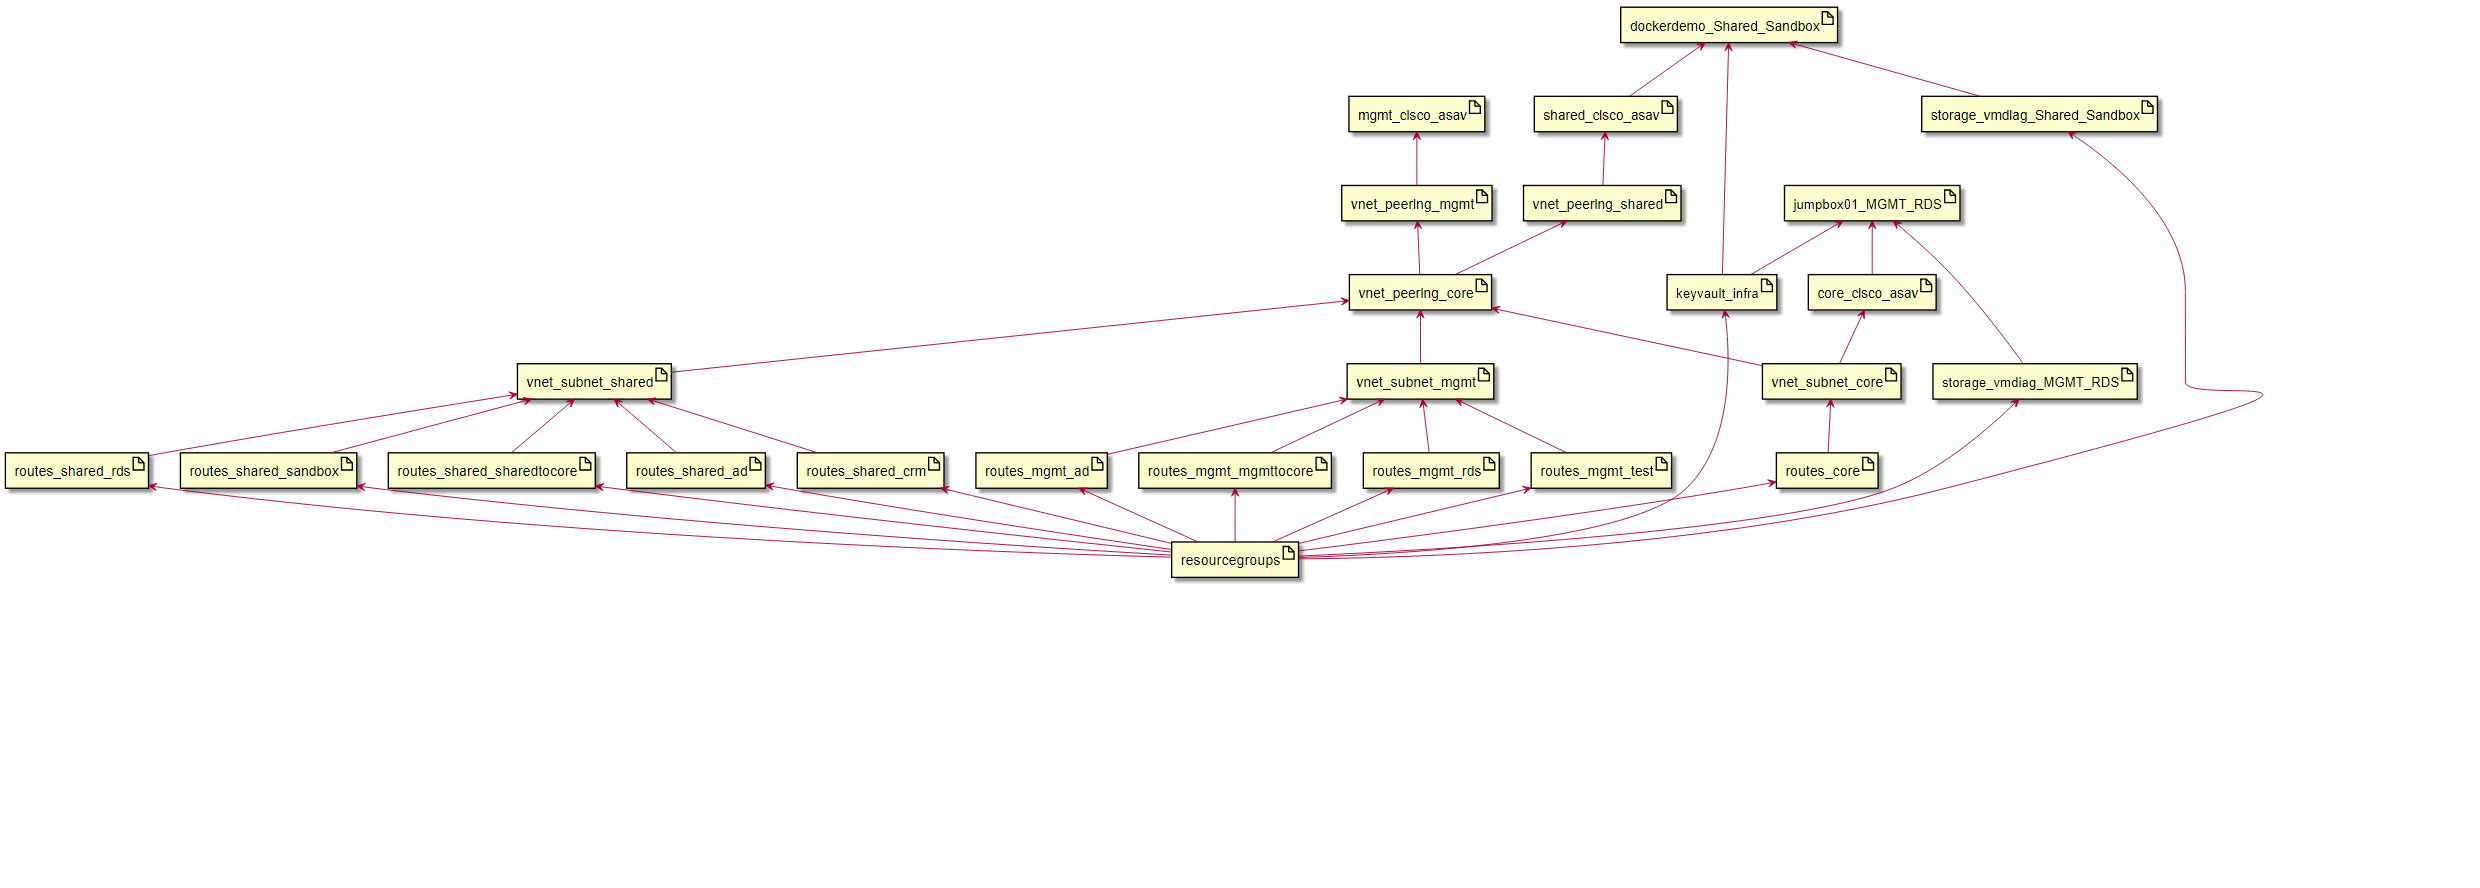 dockerdemo_Shared_Sandbox
mgmt_cisco_asav
shared_cisco_asav
storage_vmdiag_Shared_Sandbox
vnet_peering_mgmt
vnet_peering_shared
jumpbox01_MGMT_RDS
vnet_peering_core
keyvault_infra
core_cisco_asav
vnet_subnet_shared
vnet_subnet_mgmt
vnet_subnet_core
storage_vmdiag_MGMT_RDS
routes_shared_rds
routes_shared_sandbox
routes_shared_sharedtocore
routes_shared_ad
routes_shared_crm
routes_mgmt_ad
routes_mgmt_mgmttocore
routes_mgmt_rds
routes_mgmt_test
routes_core
resourcegroups